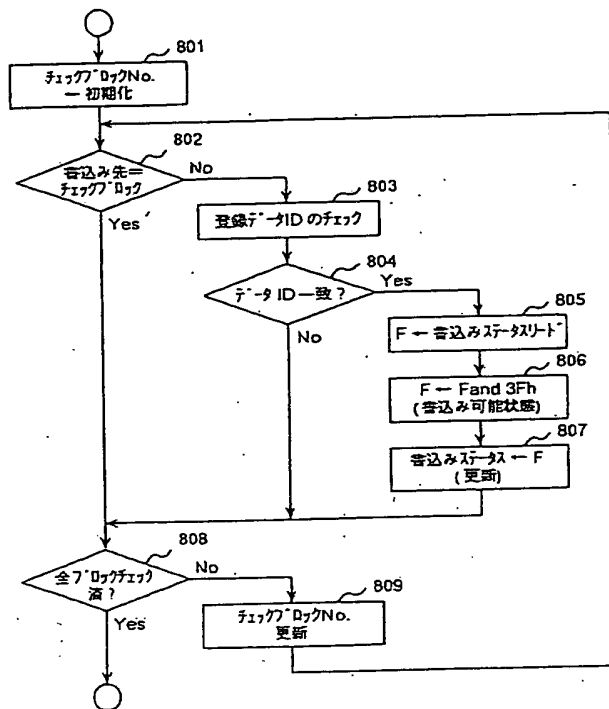 801
チェックブロックNo.
← 初期化
802
書込み先=
チェックブロック
No
Yes
803
登録データIDのチェック
804
データID一致?
Yes
No
805
F ← 書込みステータスリード
806
F ← Fand 3Fh
(書込み可能状態)
807
書込みステータス ← F
(更新)
808
全ブロックチェック
済?
No
Yes
809
チェックブロックNo.
更新